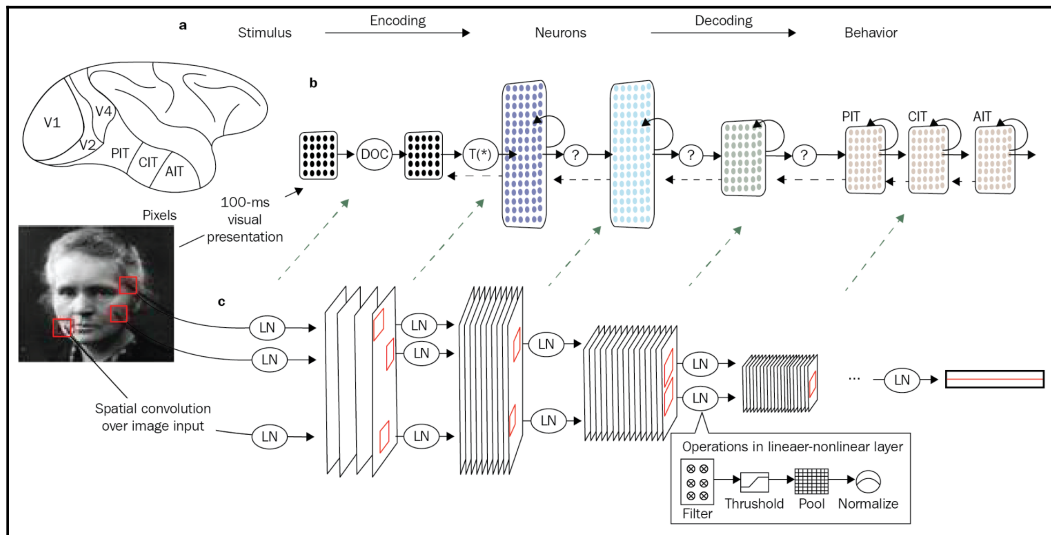 a
Stimulus
Encoding
Neurons
Decoding
Behavior
b
V1
V4
V2
PIT
CIT
AIT
DOC
T(*)
?
?
?
PIT
CIT
AIT
100-ms
visual
presentation
Pixels
c
LN
LN
LN
LN
LN
LN
LN
LN
LN
LN
... LN
Spatial convolution
over image input
Operations in lineaer-nonlinear layer
Filter
Thrushold
Pool
Normalize